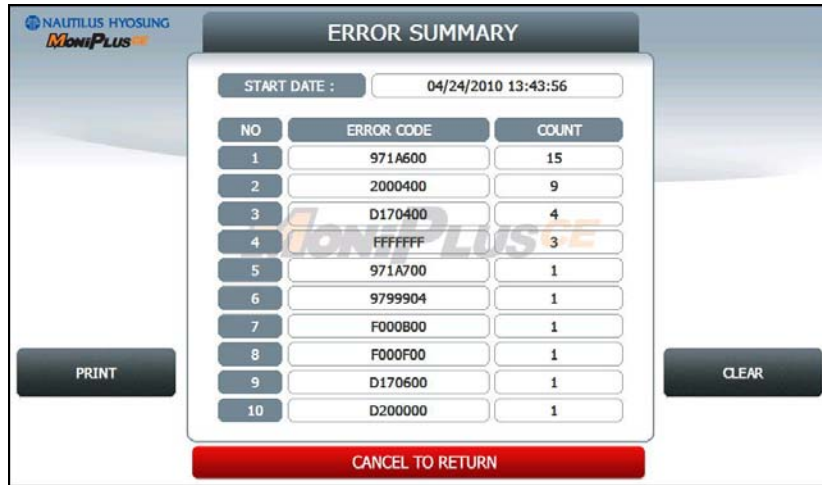 NAUTILUS HYOSUNG
MONIPLUS CE
ERROR SUMMARY
START DATE : 04/24/2010 13:43:56
NO ERROR CODE COUNT
1 971A600 15
2 2000400 9
3 D170400 4
4 FFFFFFF 3
5 971A700 1
6 9799904 1
7 F000B00 1
8 F000F00 1
9 D170600 1
10 D200000 1
MONIPLUS CE
PRINT
CLEAR
CANCEL TO RETURN